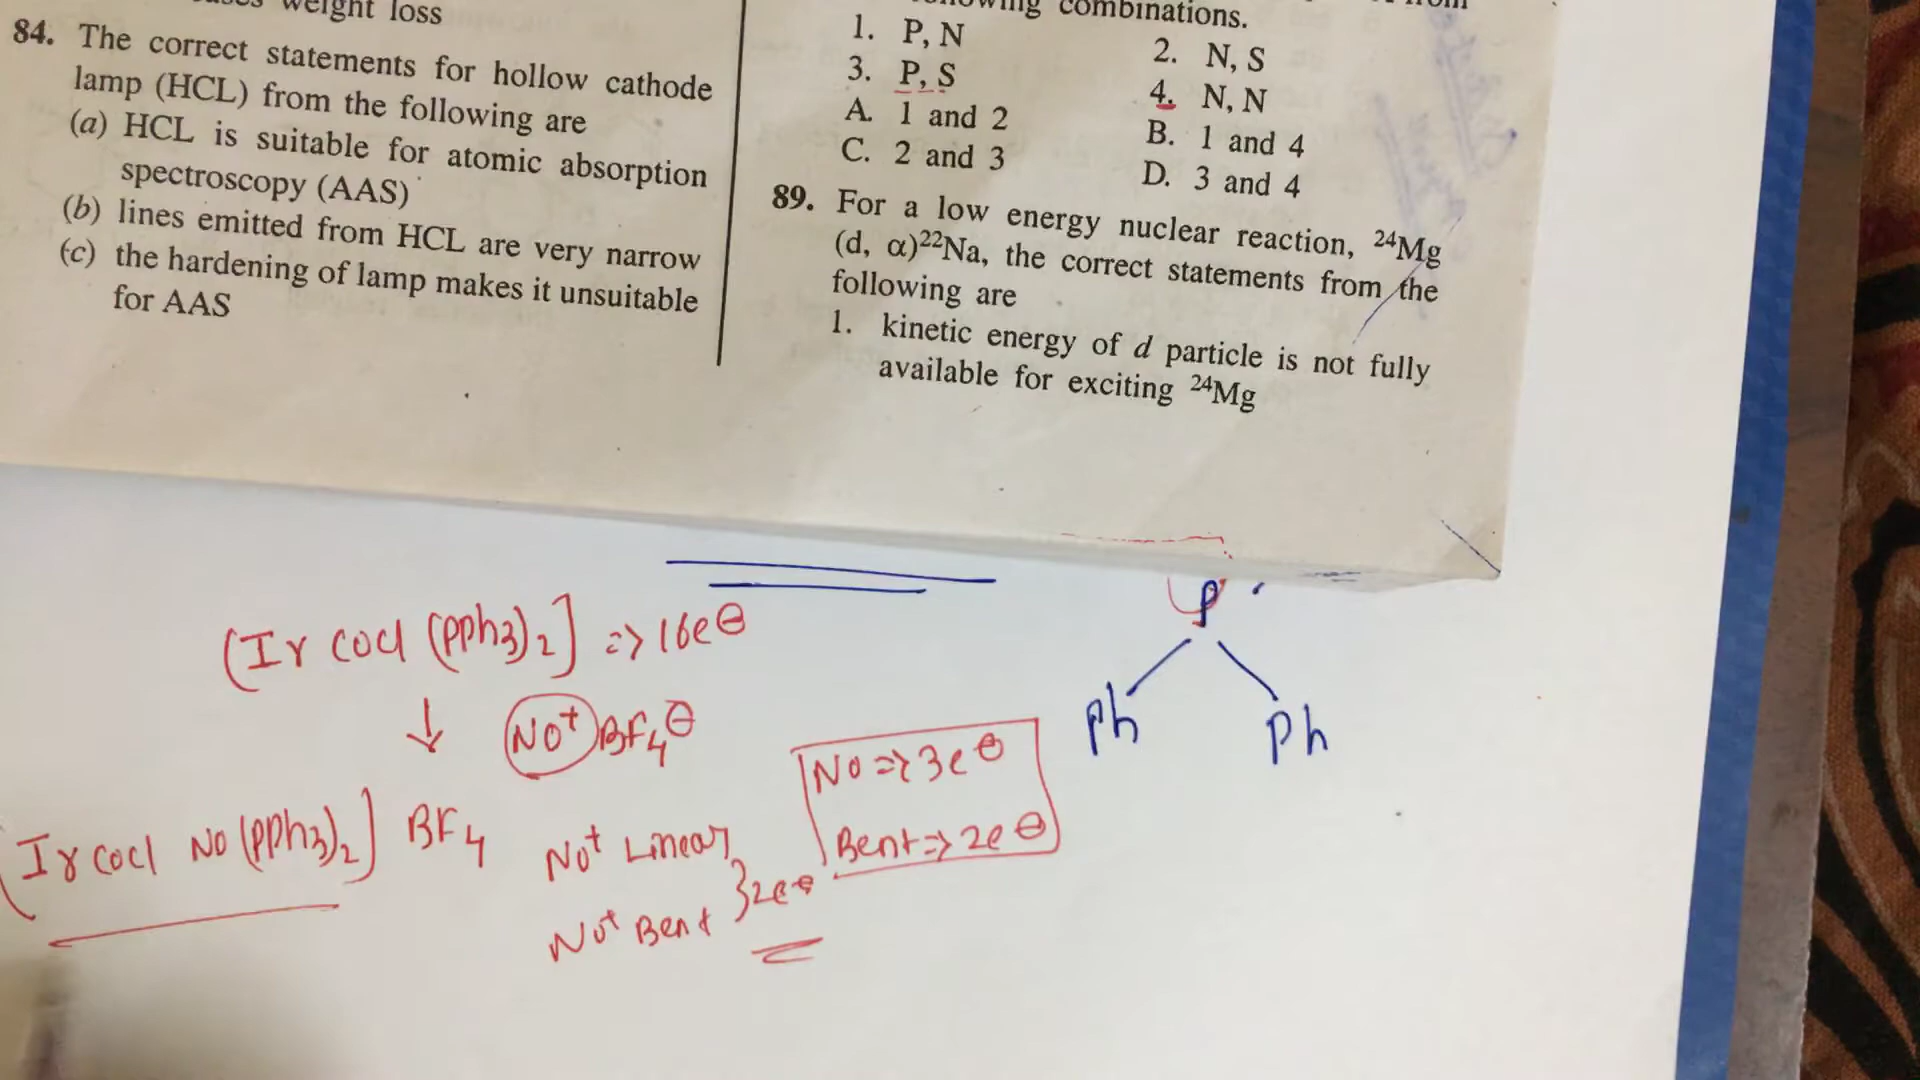 weight loss
84. The correct statements for hollow cathode
lamp (HCL) from the following are
(a) HCL is suitable for atomic absorption
spectroscopy (AAS)
(b) lines emitted from HCL are very narrow
(c) the hardening of lamp makes it unsuitable
for AAS
combinations.
1. P, N
2. N, S
3. P, S
4. N, N
A. 1 and 2
B. 1 and 4
C. 2 and 3
D. 3 and 4
89. For a low energy nuclear reaction, ²⁴Mg
(d, α)²²Na, the correct statements from the
following are
1. kinetic energy of d particle is not fully
available for exciting ²⁴Mg
[Ir COCl (PPh3)2] => 16e⊖
↓ NO⁺ BF4⊖
[Ir COCl NO (PPh3)2] BF4
NO⁺ Linear
NO⁺ Bent } 2e⊖
NO => 3e⊖
Bent => 2e⊖
P
Ph Ph